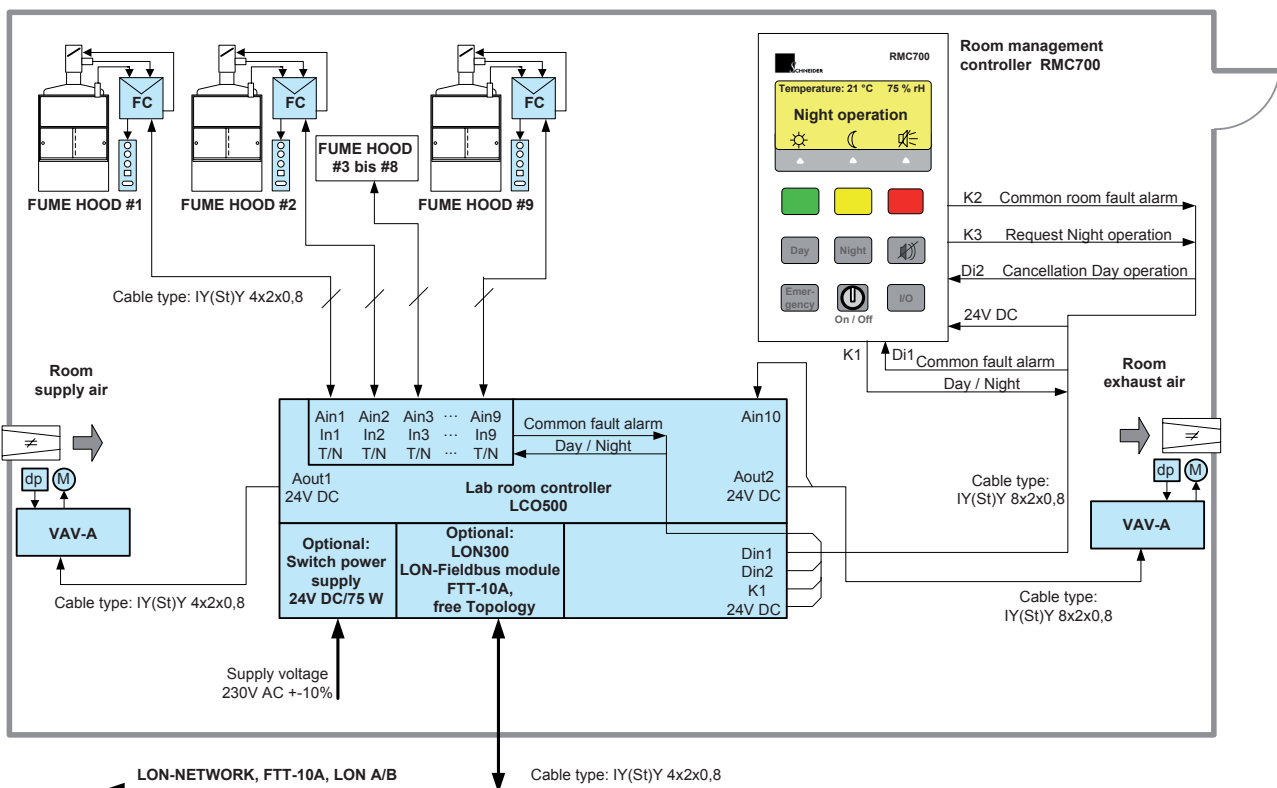 RMC700
Room management
controller RMC700
SCHNEIDER
Temperature: 21 °C 75 % rH
Night operation
FC
FC
FC
FUME HOOD
#3 bis #8
FUME HOOD #1
FUME HOOD #2
FUME HOOD #9
K2 Common room fault alarm
K3 Request Night operation
Di2 Cancellation Day operation
24V DC
Day
Night
Emer-
gency
I/O
On / Off
K1
Di1
Common fault alarm
Day / Night
Cable type: IY(St)Y 4x2x0,8
Room
supply air
Room
exhaust air
Ain1 Ain2 Ain3 ··· Ain9
In1 In2 In3 ··· In9
T/N T/N T/N ··· T/N
Common fault alarm
Day / Night
Ain10
Aout1
24V DC
Lab room controller
LCO500
Aout2
24V DC
≠
dp
M
VAV-A
≠
dp
M
VAV-A
Cable type:
IY(St)Y 8x2x0,8
Optional:
Switch power
supply
24V DC/75 W
Optional:
LON300
LON-Fieldbus module
FTT-10A,
free Topology
Din1
Din2
K1
24V DC
Cable type: IY(St)Y 4x2x0,8
Cable type:
IY(St)Y 8x2x0,8
Supply voltage
230V AC +-10%
LON-NETWORK, FTT-10A, LON A/B
Cable type: IY(St)Y 4x2x0,8